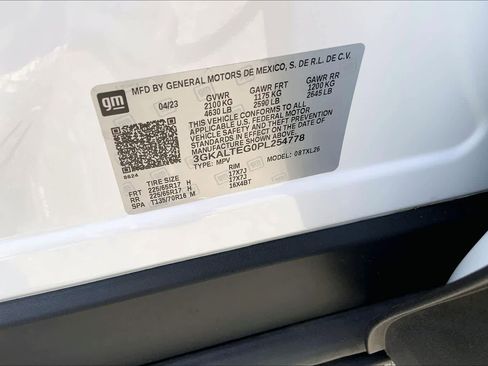 MFD BY GENERAL MOTORS DE MEXICO, S. DE R.L. DE C.V.
gm 04/23 GVWR GAWR FRT GAWR RR
2100 KG 1175 KG 1200 KG
4630 LB 2590 LB 2645 LB
THIS VEHICLE CONFORMS TO ALL
APPLICABLE U.S. FEDERAL MOTOR
VEHICLE SAFETY AND THEFT
PREVENTION STANDARDS IN EFFECT
ON THE DATE OF MANUFACTURE
SHOWN ABOVE.
3GKALTEG0PL254778
TYPE: MPV MODEL: 08TXL26
8624
TIRE SIZE RIM
FRT 225/65R17 H 17X7J
RR 225/65R17 H 17X7J
SPA T135/70R16 M 16X4BT